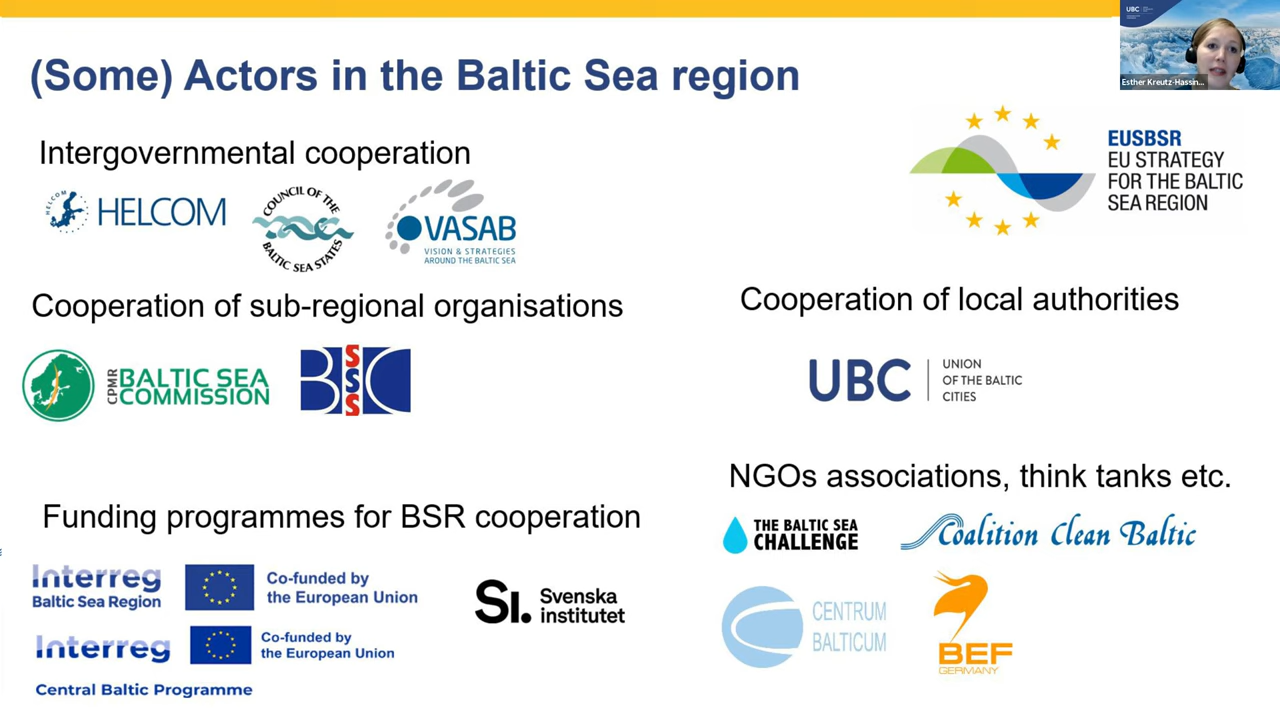 (Some) Actors in the Baltic Sea region
UBC
Esther Kreutz-Hassin...
Intergovernmental cooperation
HELCOM
HELCOM
COUNCIL OF THE
BALTIC SEA STATES
VASAB
VISION & STRATEGIES
AROUND THE BALTIC SEA
EUSBSR
EU STRATEGY
FOR THE BALTIC
SEA REGION
Cooperation of sub-regional organisations
CPMR
BALTIC SEA
COMMISSION
BSSSC
Cooperation of local authorities
UBC
UNION
OF THE BALTIC
CITIES
Funding programmes for BSR cooperation
Interreg
Baltic Sea Region
Co-funded by
the European Union
SI.
Svenska
institutet
Interreg
Co-funded by
the European Union
Central Baltic Programme
NGOs associations, think tanks etc.
THE BALTIC SEA
CHALLENGE
Coalition Clean Baltic
CENTRUM
BALTICUM
BEF
GERMANY